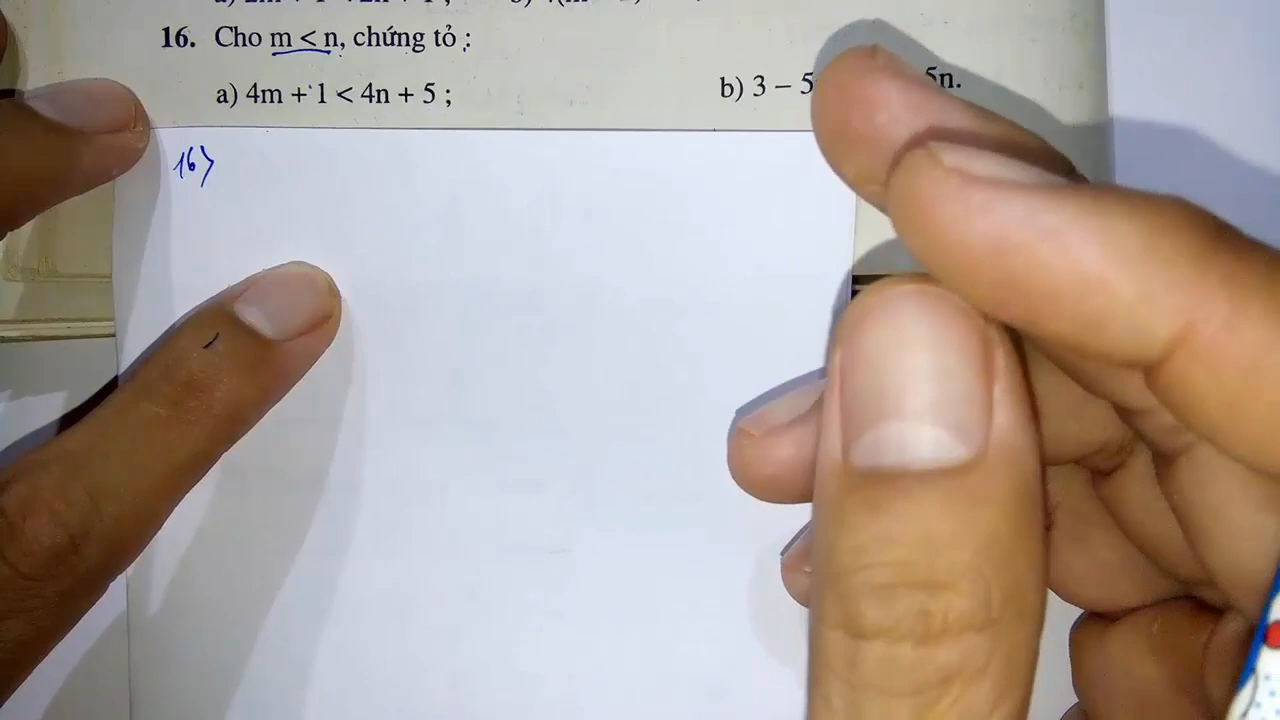 16. Cho m < n, chứng tỏ :
a) 4m + 1 < 4n + 5 ; b) 3 – 5 5n.
16)